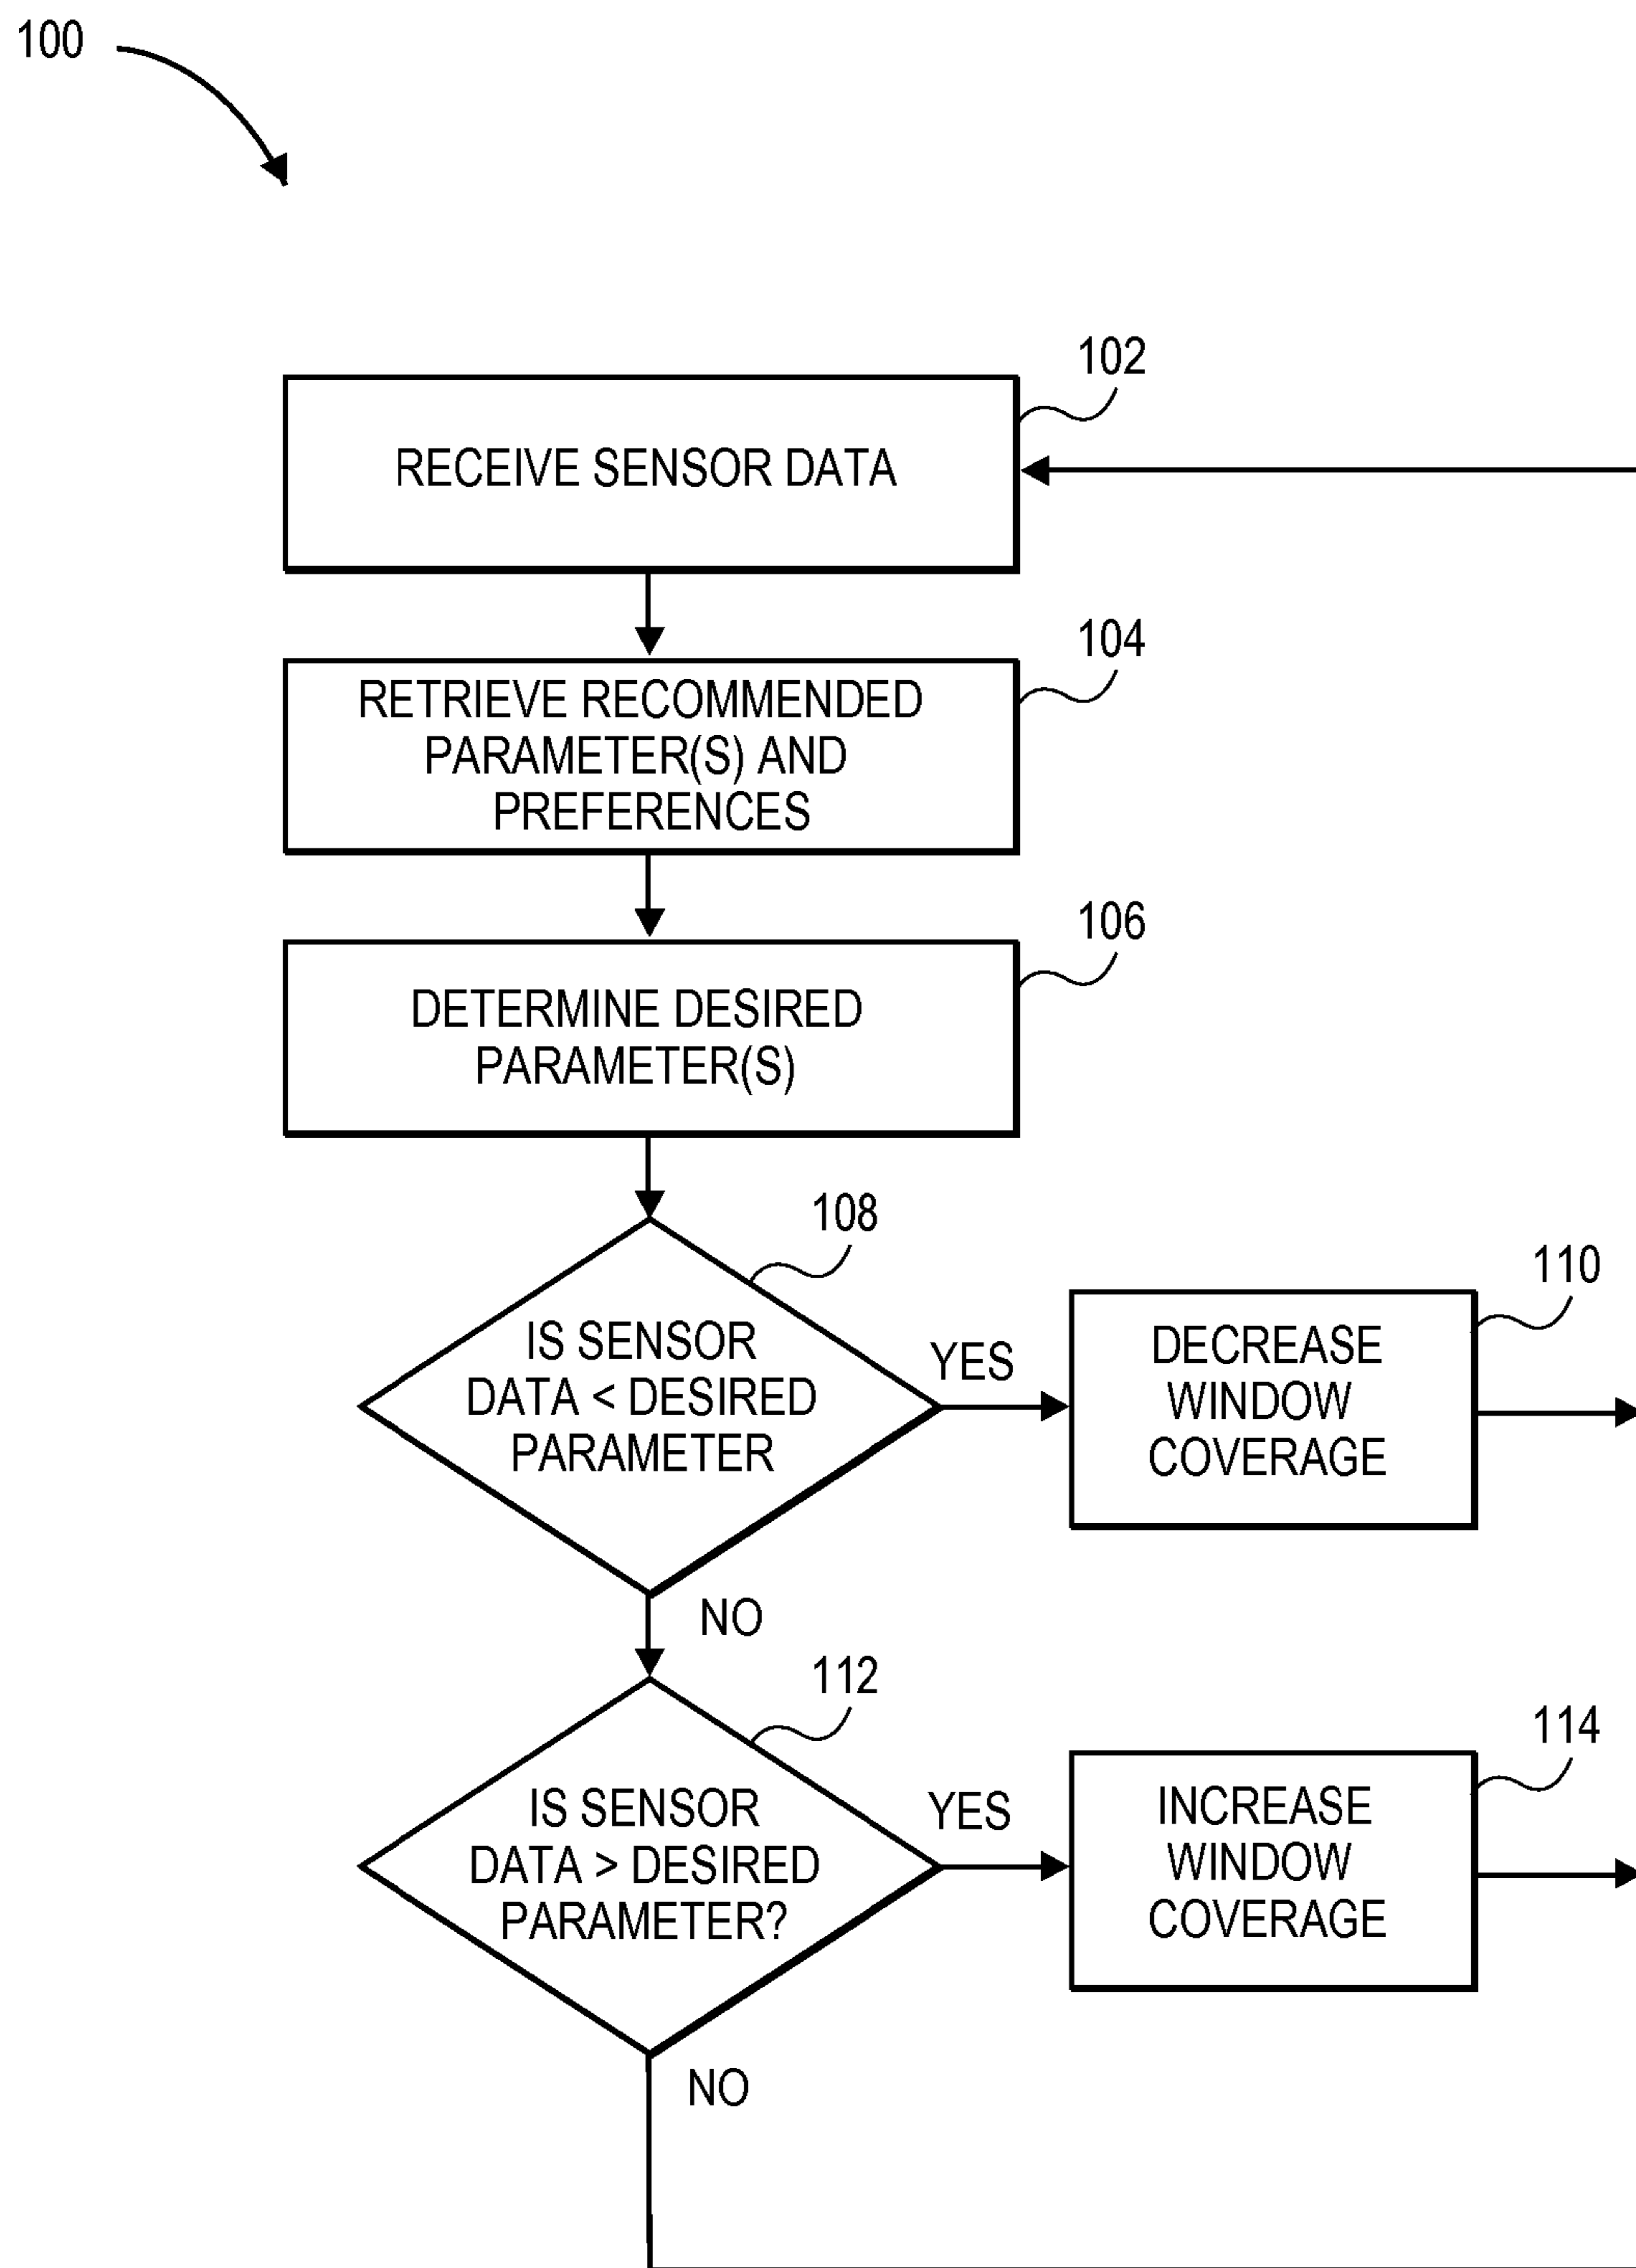 100
102
RECEIVE SENSOR DATA
104
RETRIEVE RECOMMENDED
PARAMETER(S) AND
PREFERENCES
106
DETERMINE DESIRED
PARAMETER(S)
108
IS SENSOR
DATA < DESIRED
PARAMETER
YES
110
DECREASE
WINDOW
COVERAGE
NO
112
IS SENSOR
DATA > DESIRED
PARAMETER?
YES
114
INCREASE
WINDOW
COVERAGE
NO